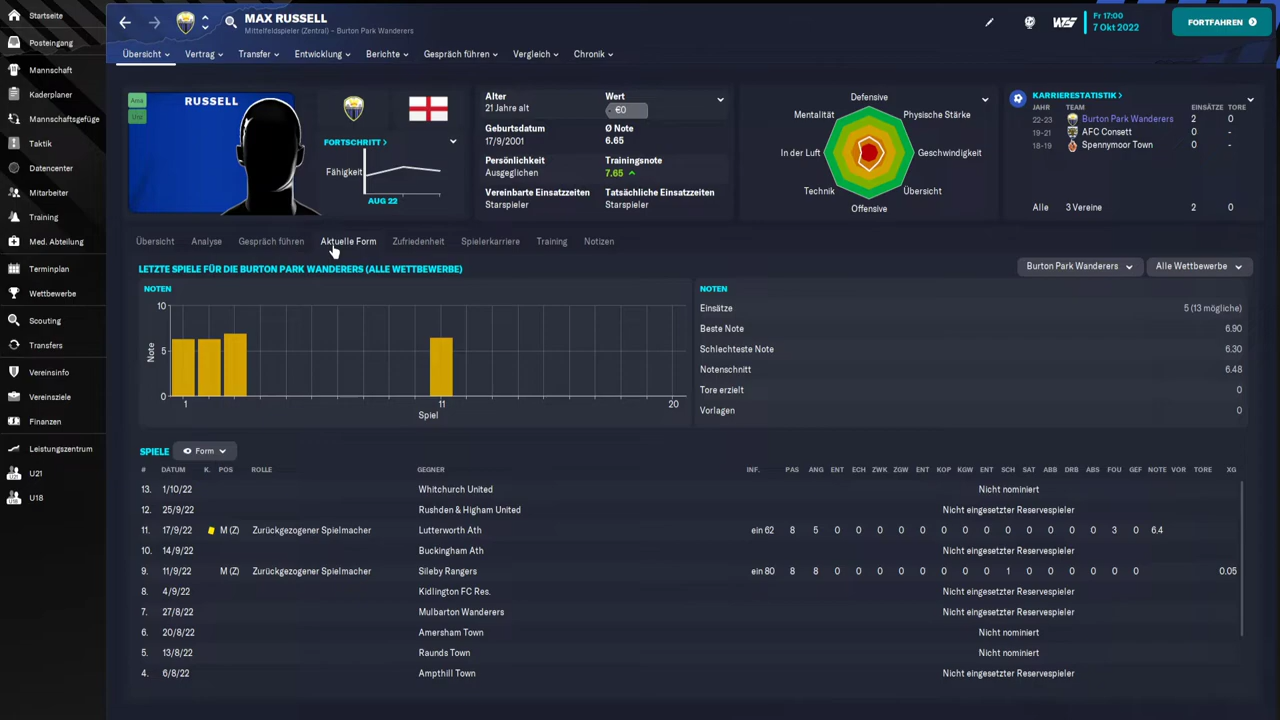 Startseite
Posteingang
Mannschaft
Kaderplaner
Mannschaftsgefüge
Taktik
Datencenter
Mitarbeiter
Training
Med. Abteilung
Terminplan
Wettbewerbe
Scouting
Transfers
Vereinsinfo
Vereinsziele
Finanzen
Leistungszentrum
U21
U18
MAX RUSSELL
Mittelfeldspieler (Zentral) – Burton Park Wanderers
Fr 17:00
7 Okt 2022
FORTFAHREN
Übersicht Vertrag Transfer Entwicklung Berichte Gespräch führen Vergleich Chronik
Ama
Unz
RUSSELL
FORTSCHRITT >
Fähigkeit
AUG 22
Alter
21 Jahre alt
Wert
€0
Geburtsdatum
17/9/2001
Ø Note
6.65
Persönlichkeit
Ausgeglichen
Trainingsnote
7.65
Vereinbarte Einsatzzeiten
Starspieler
Tatsächliche Einsatzzeiten
Starspieler
Defensive
Mentalität
Physische Stärke
In der Luft
Geschwindigkeit
Technik
Übersicht
Offensive
KARRIERESTATISTIK >
JAHR TEAM EINSÄTZE TORE
22-23 Burton Park Wanderers 2 0
19-21 AFC Consett 0 -
18-19 Spennymoor Town 0 -
Alle 3 Vereine 2 0
Übersicht Analyse Gespräch führen Aktuelle Form Zufriedenheit Spielerkarriere Training Notizen
LETZTE SPIELE FÜR DIE BURTON PARK WANDERERS (ALLE WETTBEWERBE)
Burton Park Wanderers Alle Wettbewerbe
NOTEN
10
5
0
Note
1 11 20
Spiel
NOTEN
Einsätze 5 (13 mögliche)
Beste Note 6.90
Schlechteste Note 6.30
Notenschnitt 6.48
Tore erzielt 0
Vorlagen 0
SPIELE Form
# DATUM K. POS ROLLE GEGNER INF. PAS ANG ENT ECH ZWK ZGW ENT KOP KGW ENT SCH SAT ABB DRB ABS FOU GEF NOTE VOR TORE XG
13. 1/10/22 Whitchurch United Nicht nominiert
12. 25/9/22 Rushden & Higham United Nicht eingesetzter Reservespieler
11. 17/9/22 M (Z) Zurückgezogener Spielmacher Lutterworth Ath ein 62 8 5 0 0 0 0 0 0 0 0 0 0 0 0 0 3 0 6.4
10. 14/9/22 Buckingham Ath Nicht eingesetzter Reservespieler
9. 11/9/22 M (Z) Zurückgezogener Spielmacher Sileby Rangers ein 80 8 8 0 0 0 0 0 0 0 0 1 0 0 0 0 0 0 0.05
8. 4/9/22 Kidlington FC Res. Nicht eingesetzter Reservespieler
7. 27/8/22 Mulbarton Wanderers Nicht eingesetzter Reservespieler
6. 20/8/22 Amersham Town Nicht nominiert
5. 13/8/22 Raunds Town Nicht nominiert
4. 6/8/22 Ampthill Town Nicht eingesetzter Reservespieler